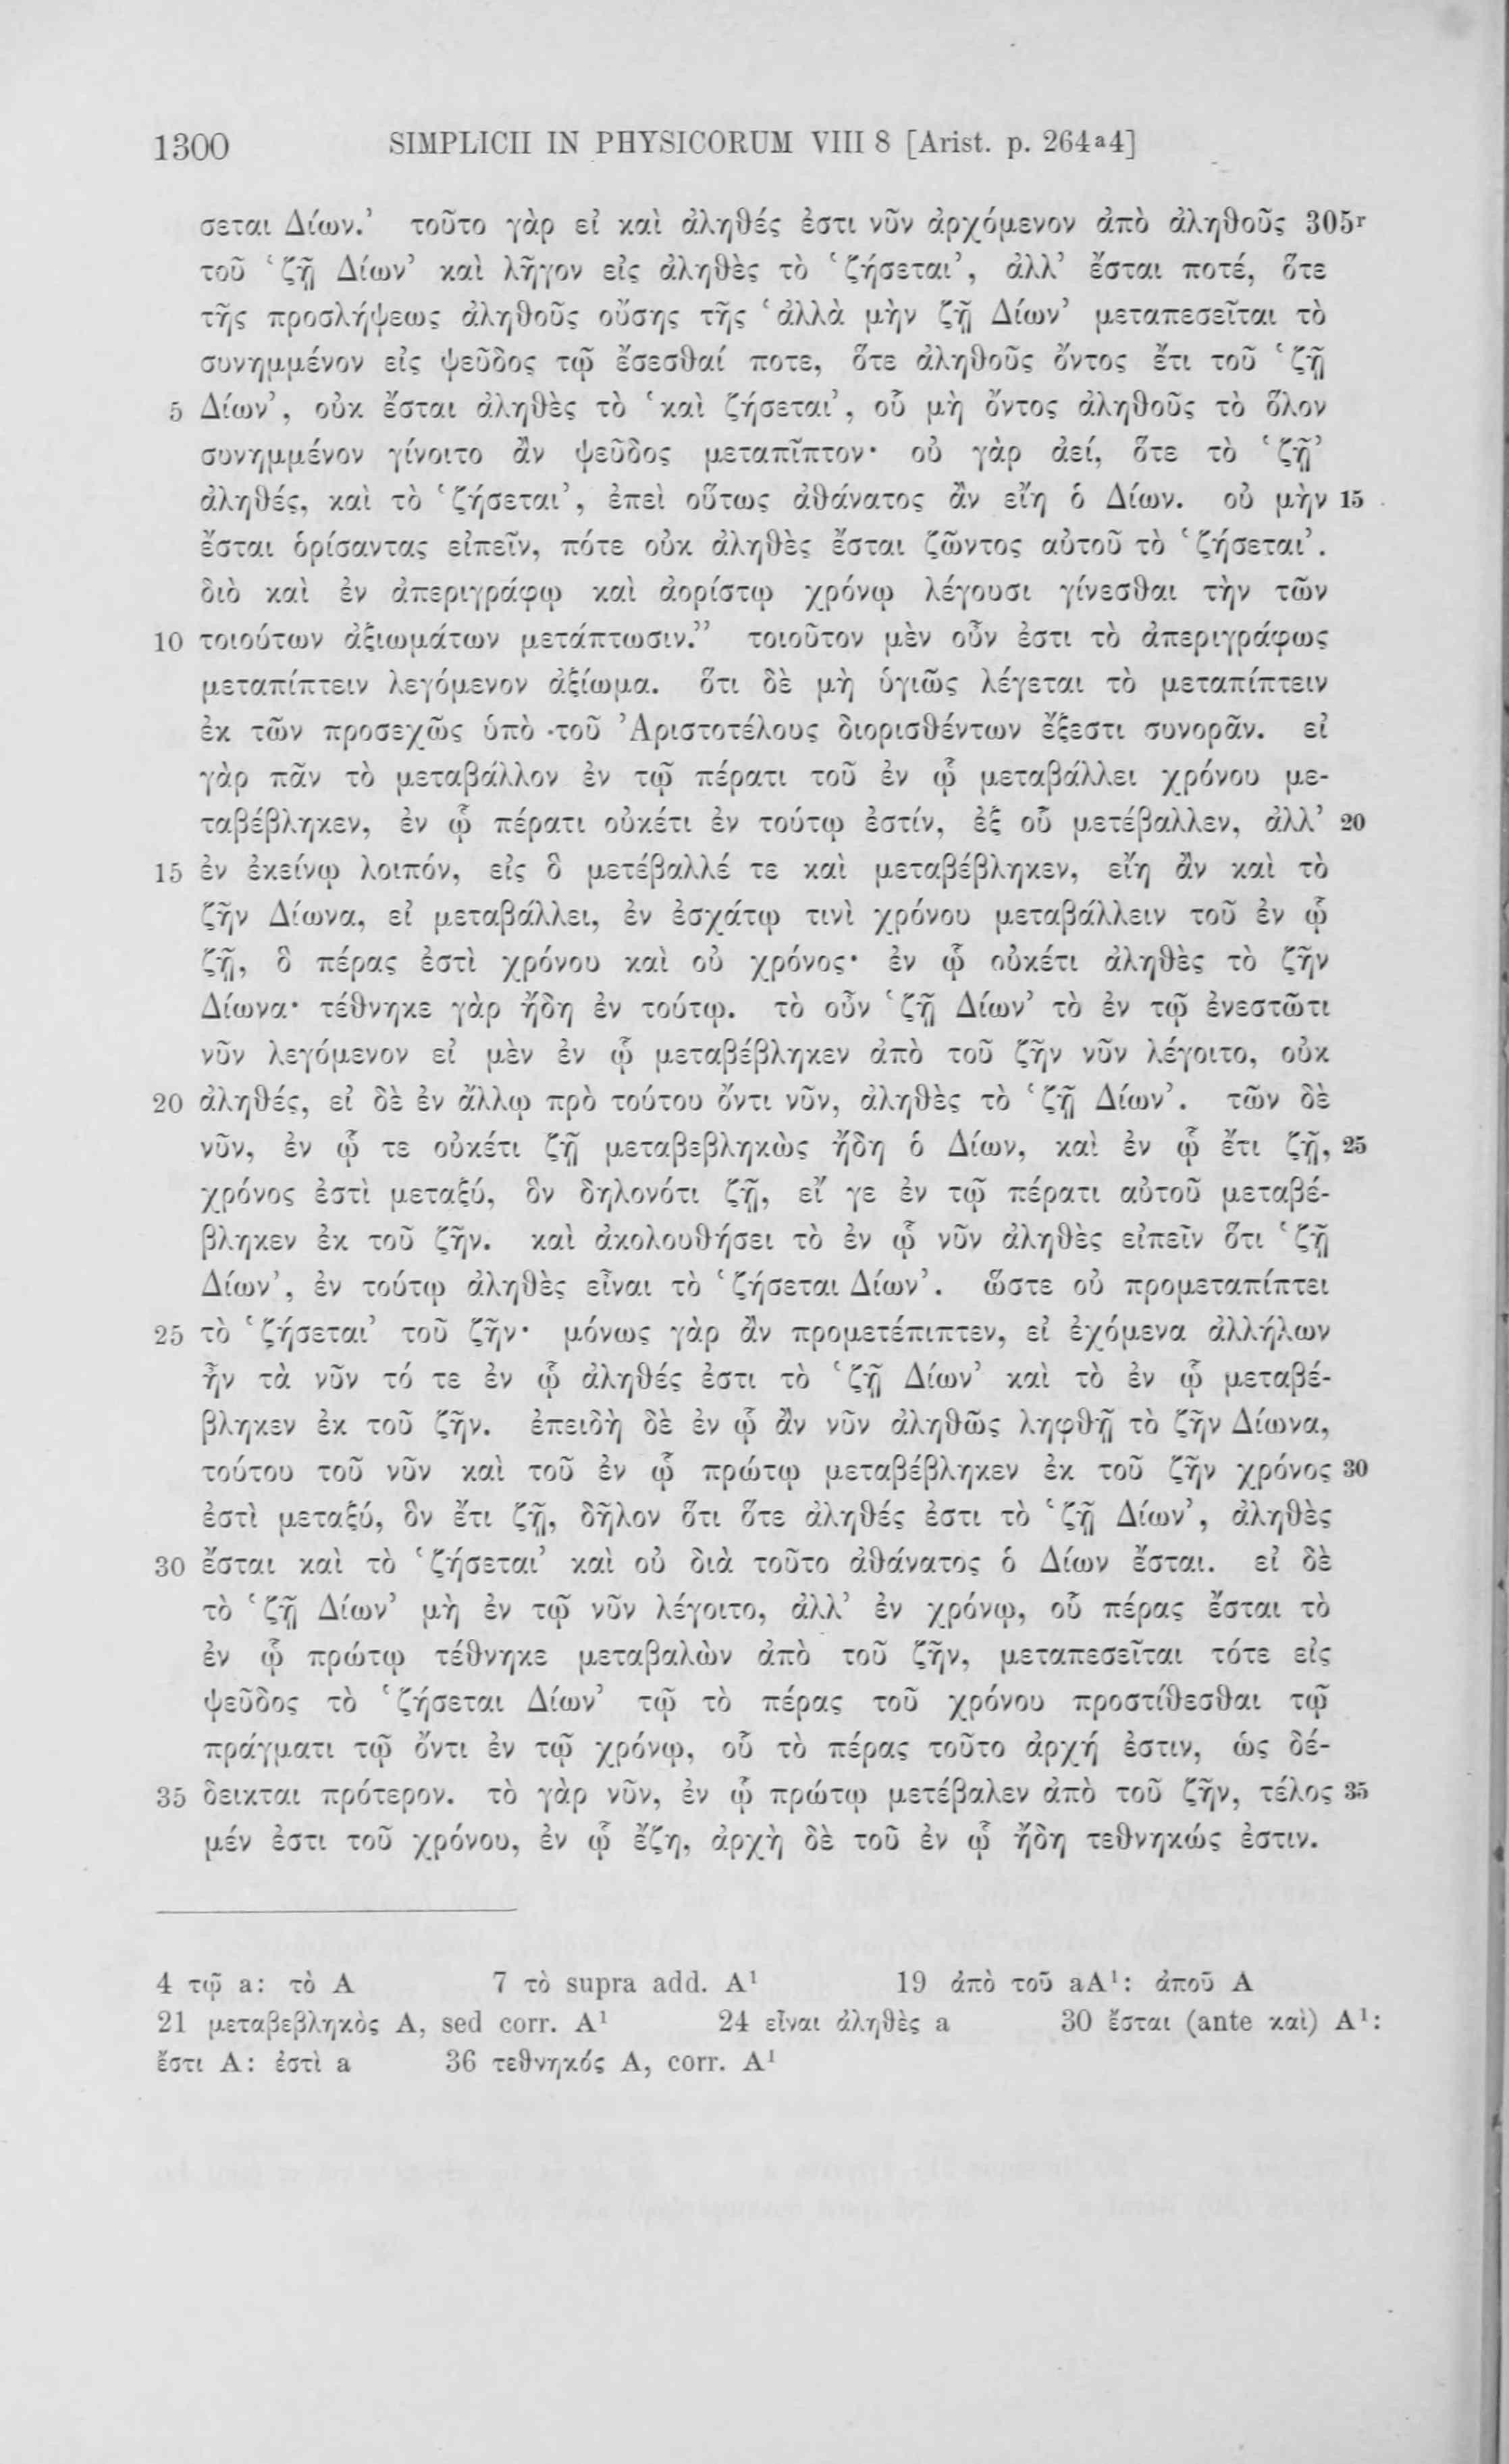 1300 SIMPLICII IN PHYSICORUM VIII 8 [Arist. p. 264ª4]
σεται Δίων.’ τοῦτο γὰρ εἰ καὶ ἀληθές ἐστι νῦν ἀρχόμενον ἀπὸ ἀληθοῦς 305r
τοῦ ‘ζῇ Δίων’ καὶ λῆγον εἰς ἀληθὲς τὸ ‘ζήσεται’, ἀλλ’ ἔσται ποτέ, ὅτε
τῆς προσλήψεως ἀληθοῦς οὔσης τῆς ‘ἀλλὰ μὴν ζῇ Δίων’ μεταπεσεῖται τὸ
συνημμένον εἰς ψεῦδος τῷ ἔσεσθαί ποτε, ὅτε ἀληθοῦς ὄντος ἔτι τοῦ ‘ζῇ
5 Δίων’, οὐκ ἔσται ἀληθὲς τὸ ‘καὶ ζήσεται’, οὗ μὴ ὄντος ἀληθοῦς τὸ ὅλον
συνημμένον γίνοιτο ἂν ψεῦδος μεταπῖπτον· οὐ γὰρ ἀεί, ὅτε τὸ ‘ζῇ’
ἀληθές, καὶ τὸ ‘ζήσεται’, ἐπεὶ οὕτως ἀθάνατος ἂν εἴη ὁ Δίων. οὐ μὴν 15
ἔσται ὁρίσαντας εἰπεῖν, πότε οὐκ ἀληθὲς ἔσται ζῶντος αὐτοῦ τὸ ‘ζήσεται’.
διὸ καὶ ἐν ἀπεριγράφῳ καὶ ἀορίστῳ χρόνῳ λέγουσι γίνεσθαι τὴν τῶν
10 τοιούτων ἀξιωμάτων μετάπτωσιν.” τοιοῦτον μὲν οὖν ἐστι τὸ ἀπεριγράφως
μεταπίπτειν λεγόμενον ἀξίωμα. ὅτι δὲ μὴ ὑγιῶς λέγεται τὸ μεταπίπτειν
ἐκ τῶν προσεχῶς ὑπὸ τοῦ Ἀριστοτέλους διορισθέντων ἔξεστι συνορᾶν. εἰ
γὰρ πᾶν τὸ μεταβάλλον ἐν τῷ πέρατι τοῦ ἐν ᾧ μεταβάλλει χρόνου με-
ταβέβληκεν, ἐν ᾧ πέρατι οὐκέτι ἐν τούτῳ ἐστίν, ἐξ οὗ μετέβαλλεν, ἀλλ’ 20
15 ἐν ἐκείνῳ λοιπόν, εἰς ὃ μετέβαλλέ τε καὶ μεταβέβληκεν, εἴη ἂν καὶ τὸ
ζῆν Δίωνα, εἰ μεταβάλλει, ἐν ἐσχάτῳ τινὶ χρόνου μεταβάλλειν τοῦ ἐν ᾧ
ζῇ, ὃ πέρας ἐστὶ χρόνου καὶ οὐ χρόνος· ἐν ᾧ οὐκέτι ἀληθὲς τὸ ζῆν
Δίωνα· τέθνηκε γὰρ ἤδη ἐν τούτῳ. τὸ οὖν ‘ζῇ Δίων’ τὸ ἐν τῷ ἐνεστῶτι
νῦν λεγόμενον εἰ μὲν ἐν ᾧ μεταβέβληκεν ἀπὸ τοῦ ζῆν νῦν λέγοιτο, οὐκ
20 ἀληθές, εἰ δὲ ἐν ἄλλῳ πρὸ τούτου ὄντι νῦν, ἀληθὲς τὸ ‘ζῇ Δίων’. τῶν δὲ
νῦν, ἐν ᾧ τε οὐκέτι ζῇ μεταβεβληκὼς ἤδη ὁ Δίων, καὶ ἐν ᾧ ἔτι ζῇ, 25
χρόνος ἐστὶ μεταξύ, ὃν δηλονότι ζῇ, εἴ γε ἐν τῷ πέρατι αὐτοῦ μεταβέ-
βληκεν ἐκ τοῦ ζῆν. καὶ ἀκολουθήσει τὸ ἐν ᾧ νῦν ἀληθὲς εἰπεῖν ὅτι ‘ζῇ
Δίων’, ἐν τούτῳ ἀληθὲς εἶναι τὸ ‘ζήσεται Δίων’. ὥστε οὐ προμεταπίπτει
25 τὸ ‘ζήσεται’ τοῦ ζῆν· μόνως γὰρ ἂν προμετέπιπτεν, εἰ ἐχόμενα ἀλλήλων
ἦν τὰ νῦν τό τε ἐν ᾧ ἀληθές ἐστι τὸ ‘ζῇ Δίων’ καὶ τὸ ἐν ᾧ μεταβέ-
βληκεν ἐκ τοῦ ζῆν. ἐπειδὴ δὲ ἐν ᾧ ἂν νῦν ἀληθῶς ληφθῇ τὸ ζῆν Δίωνα,
τούτου τοῦ νῦν καὶ τοῦ ἐν ᾧ πρώτῳ μεταβέβληκεν ἐκ τοῦ ζῆν χρόνος 30
ἐστὶ μεταξύ, ὃν ἔτι ζῇ, δῆλον ὅτι ὅτε ἀληθές ἐστι τὸ ‘ζῇ Δίων’, ἀληθὲς
30 ἔσται καὶ τὸ ‘ζήσεται’ καὶ οὐ διὰ τοῦτο ἀθάνατος ὁ Δίων ἔσται. εἰ δὲ
τὸ ‘ζῇ Δίων’ μὴ ἐν τῷ νῦν λέγοιτο, ἀλλ’ ἐν χρόνῳ, οὗ πέρας ἔσται τὸ
ἐν ᾧ πρώτῳ τέθνηκε μεταβαλὼν ἀπὸ τοῦ ζῆν, μεταπεσεῖται τότε εἰς
ψεῦδος τὸ ‘ζήσεται Δίων’ τῷ τὸ πέρας τοῦ χρόνου προστίθεσθαι τῷ
πράγματι τῷ ὄντι ἐν τῷ χρόνῳ, οὗ τὸ πέρας τοῦτο ἀρχή ἐστιν, ὡς δέ-
35 δεικται πρότερον. τὸ γὰρ νῦν, ἐν ᾧ πρώτῳ μετέβαλεν ἀπὸ τοῦ ζῆν, τέλος 35
μέν ἐστι τοῦ χρόνου, ἐν ᾧ ἔζη, ἀρχὴ δὲ τοῦ ἐν ᾧ ἤδη τεθνηκώς ἐστιν.
4 τῷ a: τὸ A 7 τὸ supra add. A¹ 19 ἀπὸ τοῦ aA¹: ἀποῦ A
21 μεταβεβληκὸς A, sed corr. A¹ 24 εἶναι ἀληθὲς a 30 ἔσται (ante καὶ) A¹:
ἔστι A: ἐστὶ a 36 τεθνηκός A, corr. A¹